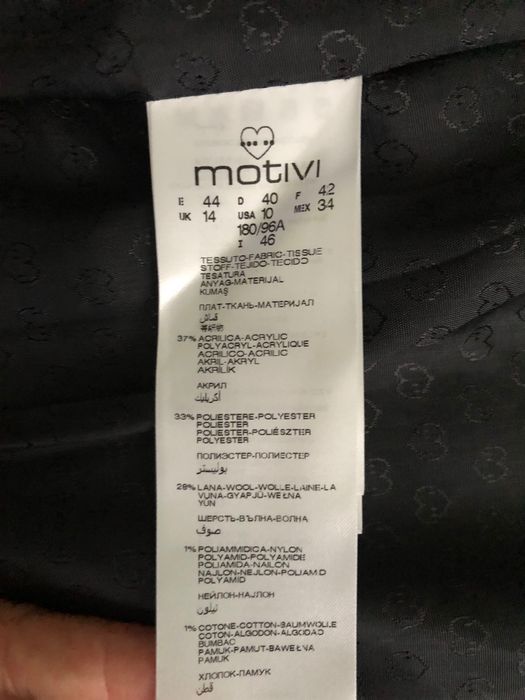 motivi
E 44 D 40 F 42
UK 14 USA 10 MEX 34
180/96A
I 46
TESSUTO-FABRIC-TISSUE
STOFF-TEJIDO-TECIDO
TESATURA
ANYAG-MATERIJAL
KUMAŞ
ПЛАТ-ТКАНЬ-МАТЕРИЈАЛ
قماش
37% ACRILICA-ACRYLIC
POLYACRYL-ACRYLIQUE
ACRILICO-ACRILIC
AKRIL-AKRYL
AKRİLİK
АКРИЛ
أكريليك
33% POLIESTERE-POLYESTER
POLIESTER
POLYESTER-POLIÉSZTER
POLYESTER
ПОЛИЭСТЕР-ПОЛИЕСТЕР
بوليستر
28% LANA-WOOL-WOLLE-LAINE-LA
VUNA-GYAPJÚ-WEŁNA
YÜN
ШЕРСТЬ-ВЪЛНА-ВОЛНА
صوف
1% POLIAMMIDICA-NYLON
POLYAMID-POLYAMIDE
POLIAMIDA-NAILON
NAJLON-NEJLON-POLIAMID
POLYAMID
НЕЙЛОН-НАЈЛОН
نيلون
1% COTONE-COTTON-BAUMWOLLE
COTON-ALGODON-ALGODAO
BUMBAC
PAMUK-PAMUT-BAWEŁNA
PAMUK
ХЛОПОК-ПАМУК
قطن